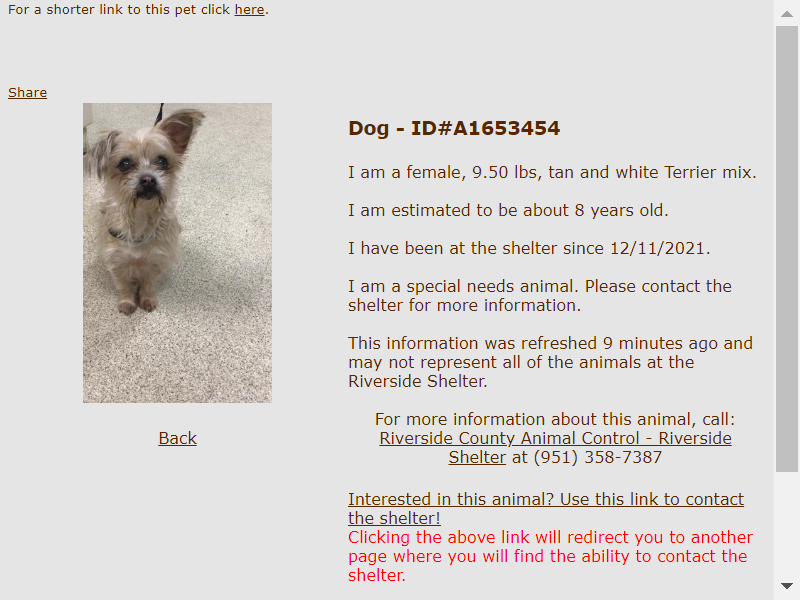 For a shorter link to this pet click here.
Share
Dog - ID#A1653454
I am a female, 9.50 lbs, tan and white Terrier mix.
I am estimated to be about 8 years old.
I have been at the shelter since 12/11/2021.
I am a special needs animal. Please contact the
shelter for more information.
This information was refreshed 9 minutes ago and
may not represent all of the animals at the
Riverside Shelter.
For more information about this animal, call:
Riverside County Animal Control - Riverside
Shelter at (951) 358-7387
Back
Interested in this animal? Use this link to contact
the shelter!
Clicking the above link will redirect you to another
page where you will find the ability to contact the
shelter.